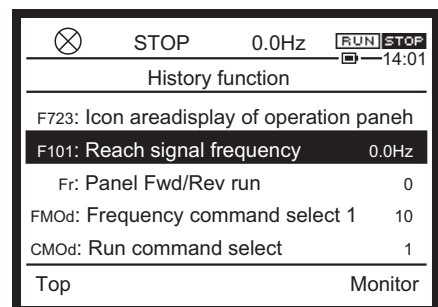 STOP 0.0Hz RUN STOP
14:01
History function
F723: Icon areadisplay of operation paneh
F101: Reach signal frequency 0.0Hz
Fr: Panel Fwd/Rev run 0
FMOd: Frequency command select 1 10
CMOd: Run command select 1
Top Monitor